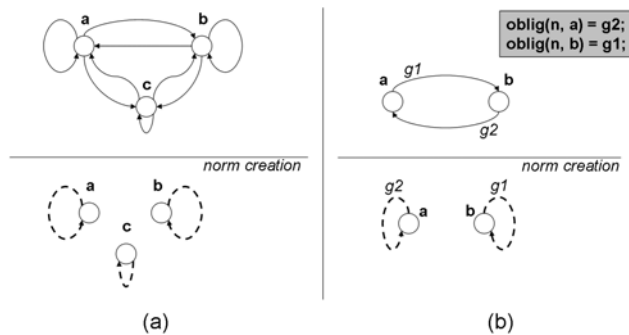 a
b
c
norm creation
a
b
c
(a)
oblig(n, a) = g2;
oblig(n, b) = g1;
a
g1
b
g2
norm creation
g2
g1
a
b
(b)